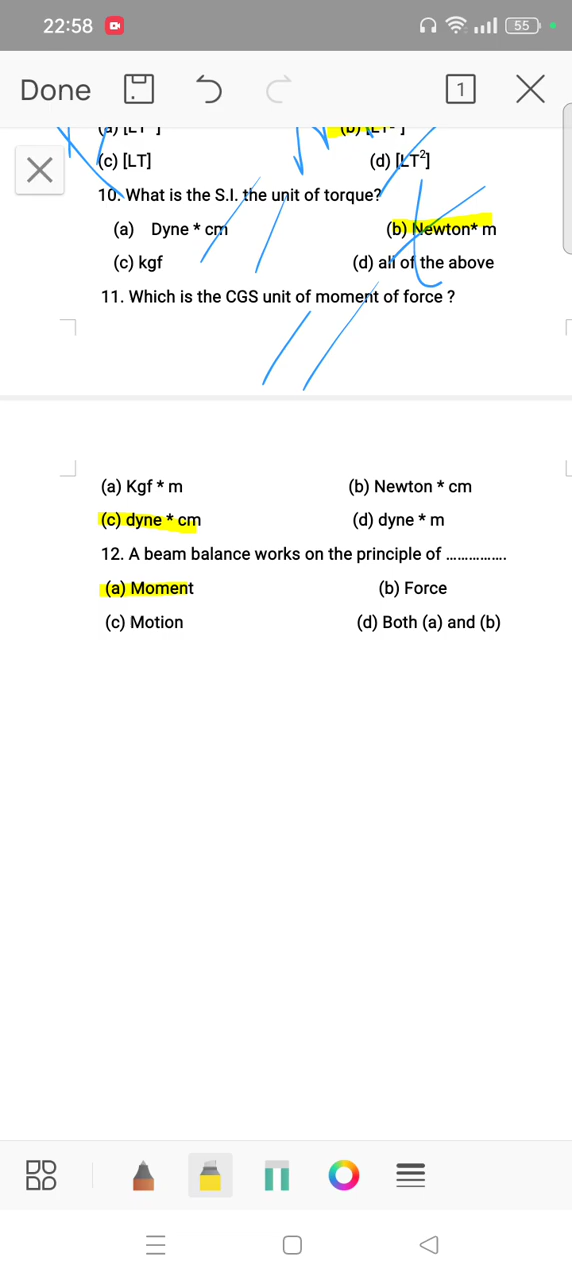 22:58
55
Done
1
(b) [LT-²]
(c) [LT]
(d) [LT²]
10. What is the S.I. the unit of torque?
(a) Dyne * cm
(b) Newton* m
(c) kgf
(d) all of the above
11. Which is the CGS unit of moment of force ?
(a) Kgf * m
(b) Newton * cm
(c) dyne * cm
(d) dyne * m
12. A beam balance works on the principle of ...............
(a) Moment
(b) Force
(c) Motion
(d) Both (a) and (b)